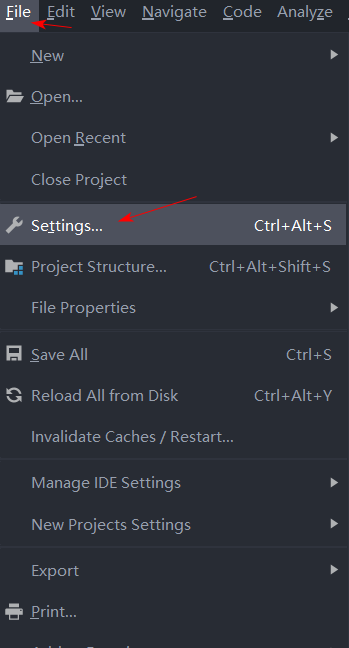 File Edit View Navigate Code Analyze
New
Open...
Open Recent
Close Project
Settings... Ctrl+Alt+S
Project Structure... Ctrl+Alt+Shift+S
File Properties
Save All Ctrl+S
Reload All from Disk Ctrl+Alt+Y
Invalidate Caches / Restart...
Manage IDE Settings
New Projects Settings
Export
Print...